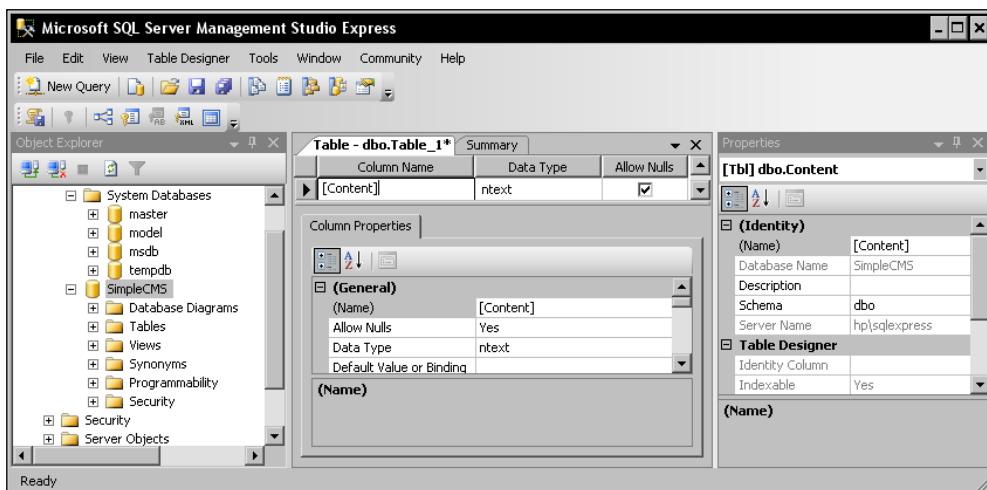 Microsoft SQL Server Management Studio Express
File Edit View Table Designer Tools Window Community Help
New Query
Object Explorer
System Databases
master
model
msdb
tempdb
SimpleCMS
Database Diagrams
Tables
Views
Synonyms
Programmability
Security
Security
Server Objects
Table - dbo.Table_1* Summary
Column Name Data Type Allow Nulls
[Content] ntext
Column Properties
(General)
(Name) [Content]
Allow Nulls Yes
Data Type ntext
Default Value or Binding
(Name)
Properties
[Tbl] dbo.Content
(Identity)
(Name) [Content]
Database Name SimpleCMS
Description
Schema dbo
Server Name hp\sqlexpress
Table Designer
Identity Column
Indexable Yes
(Name)
Ready